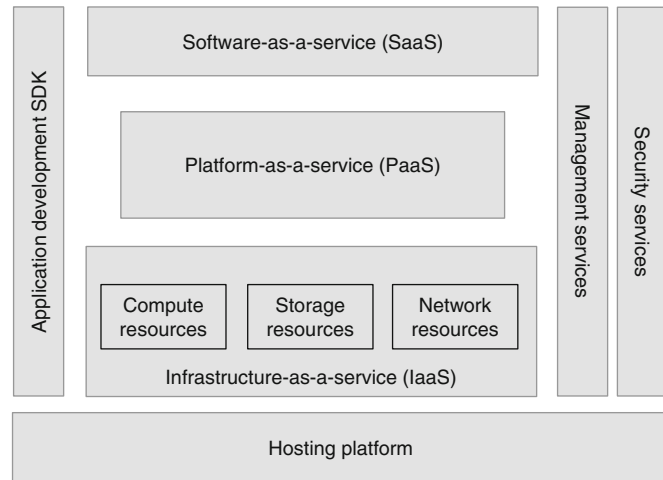 Application development SDK
Software-as-a-service (SaaS)
Platform-as-a-service (PaaS)
Compute
resources
Storage
resources
Network
resources
Infrastructure-as-a-service (IaaS)
Management services
Security services
Hosting platform